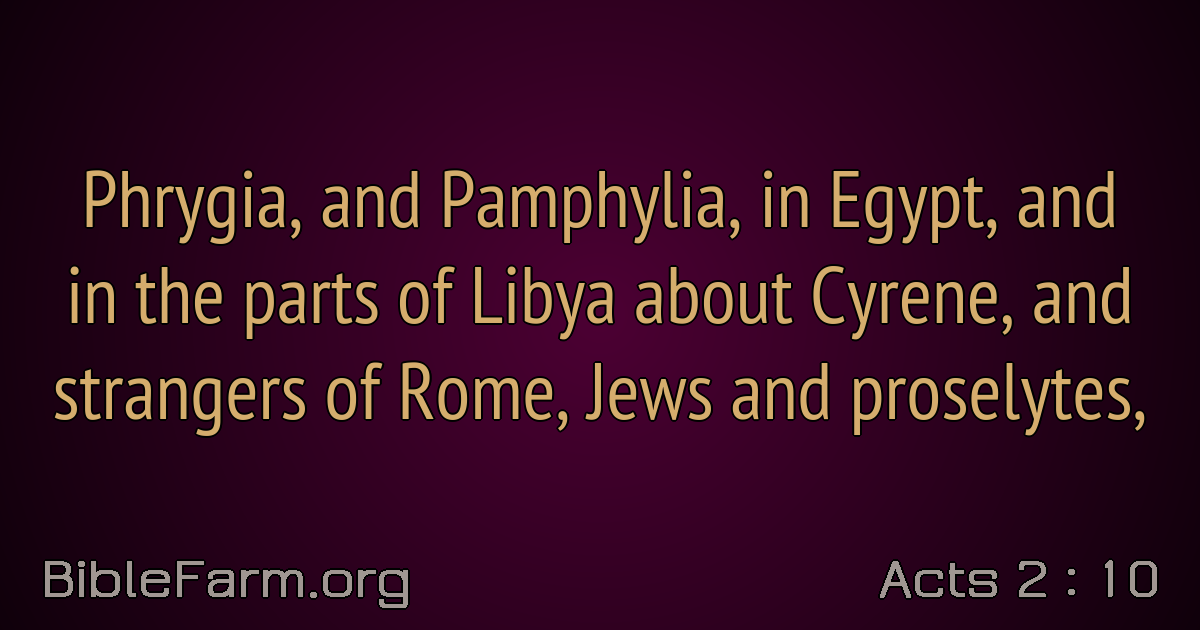 Phrygia, and Pamphylia, in Egypt, and
in the parts of Libya about Cyrene, and
strangers of Rome, Jews and proselytes,
BibleFarm.org
Acts 2 : 10